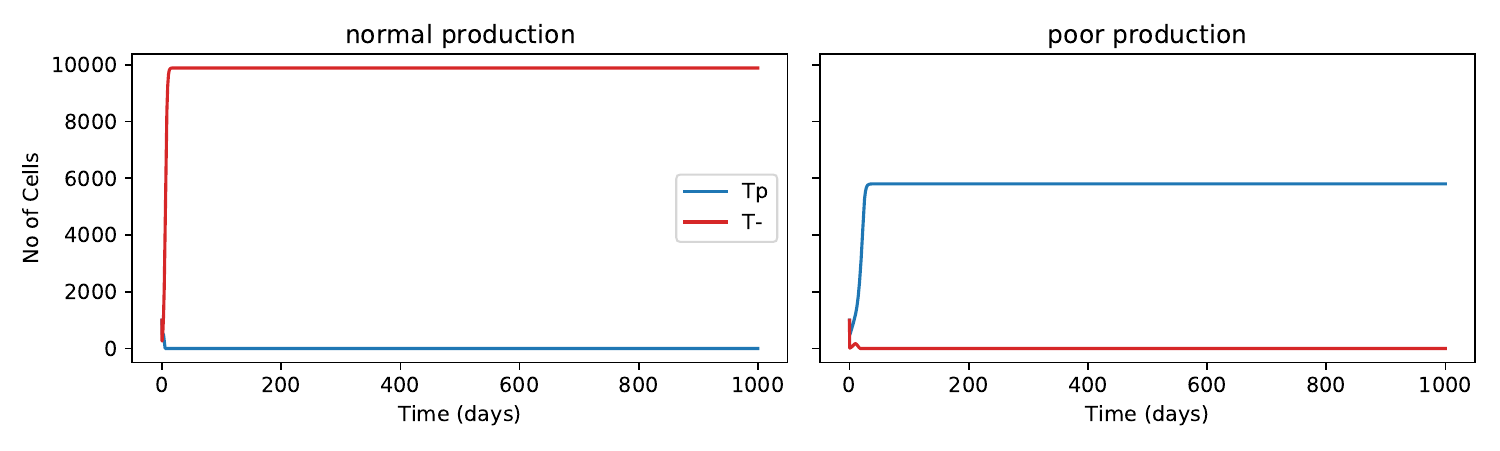 normal production
poor production
10000
8000
6000
4000
2000
0
No of Cells
Tp
T-
0 200 400 600 800 1000
0 200 400 600 800 1000
Time (days)
Time (days)